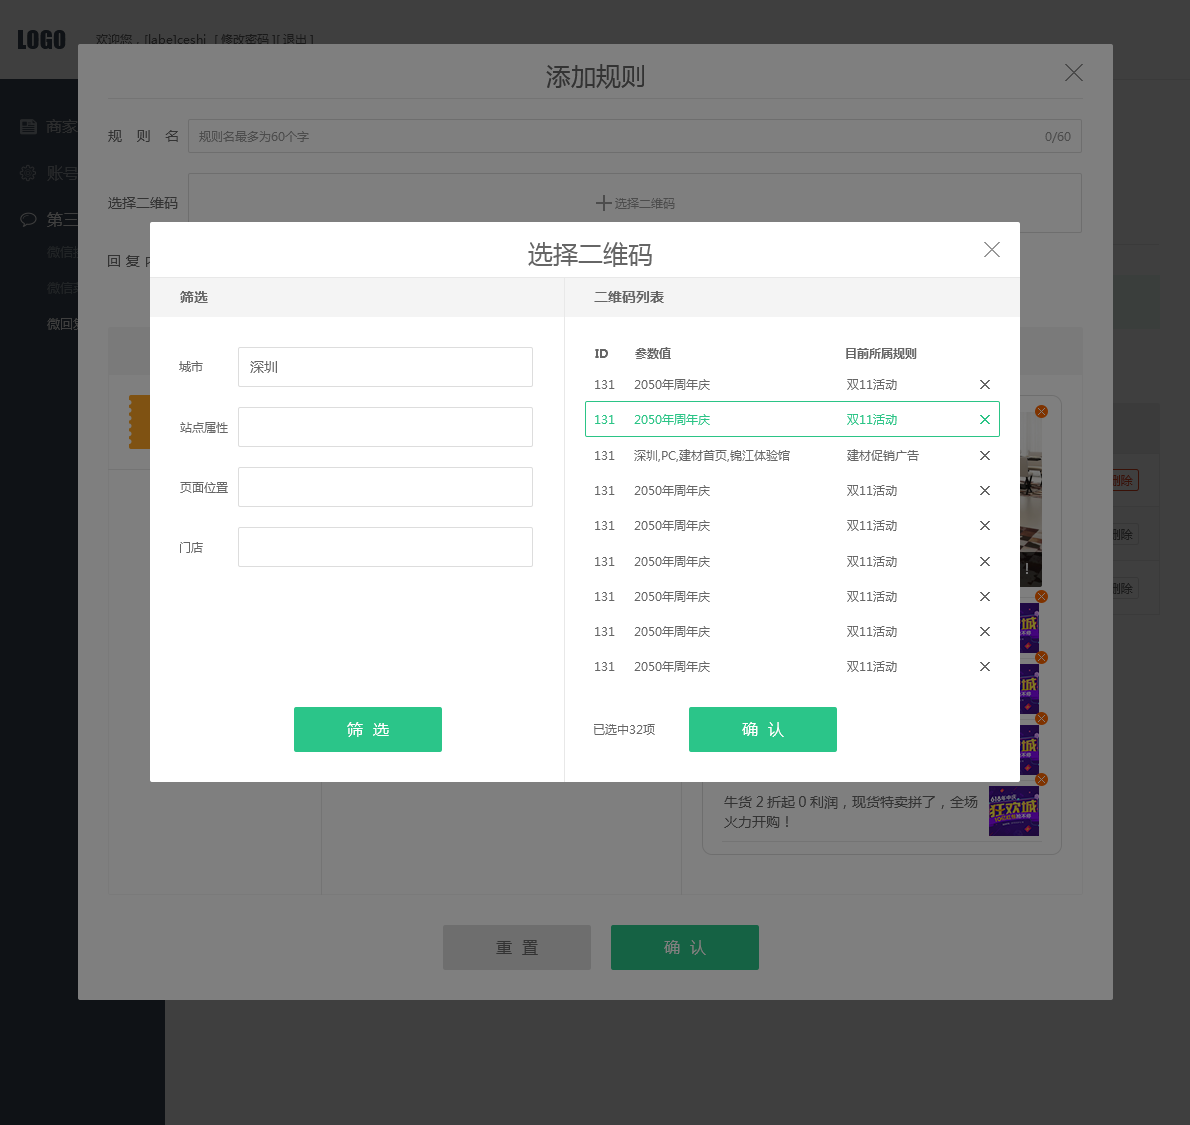 LOGO
欢迎您，[label]ceshi [ 修改密码 ][ 退出 ]
添加规则
商家
规 则 名
规则名最多为60个字
0/60
账号
选择二维码
选择二维码
第三
微信
回 复
微信
微回复
选择二维码
筛选
二维码列表
城市
深圳
站点属性
页面位置
门店
筛 选
ID 参数值 目前所属规则
131 2050年周年庆 双11活动
131 2050年周年庆 双11活动
131 深圳,PC,建材首页,锦江体验馆 建材促销广告
131 2050年周年庆 双11活动
131 2050年周年庆 双11活动
131 2050年周年庆 双11活动
131 2050年周年庆 双11活动
131 2050年周年庆 双11活动
131 2050年周年庆 双11活动
已选中32项
确 认
删除
删除
删除
！
城
城
城
牛货 2 折起 0 利润，现货特卖拼了，全场
火力开购！
狂欢城
重 置
确 认